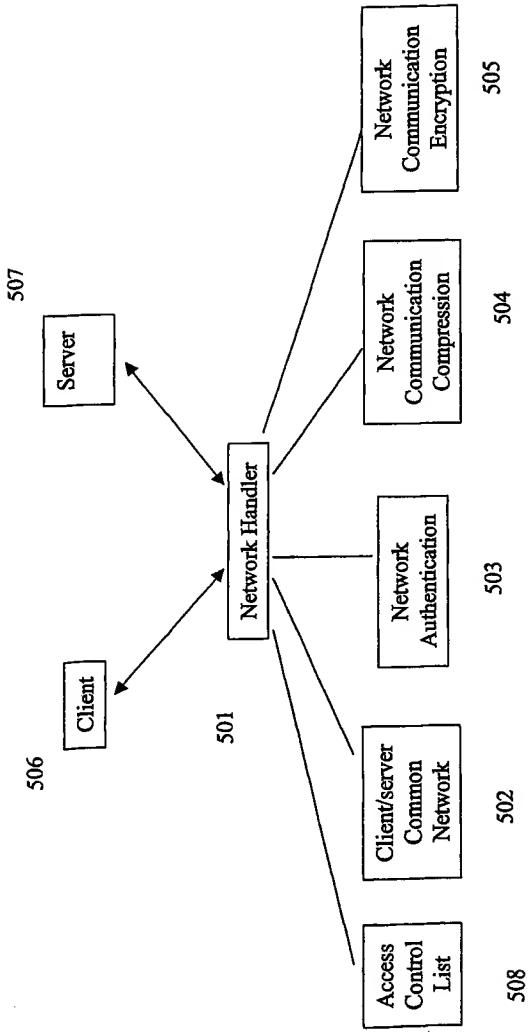 507
Server
506
Client
501
Network Handler
Access
Control
List
508
Client/server
Common
Network
502
Network
Authentication
503
Network
Communication
Compression
504
Network
Communication
Encryption
505